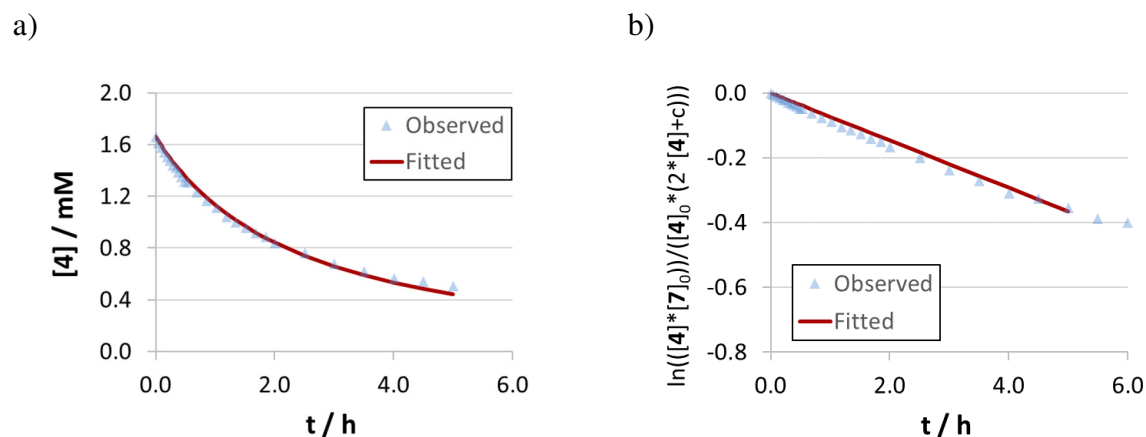 a)
2.0
1.6
1.2
0.8
0.4
0.0
[4] / mM
Observed
Fitted
0.0
2.0
4.0
6.0
t / h
b)
0.0
-0.2
-0.4
-0.6
-0.8
ln(([4]*[7]₀))/([4]₀*(2*[4]+c)))
Observed
Fitted
0.0
2.0
4.0
6.0
t / h